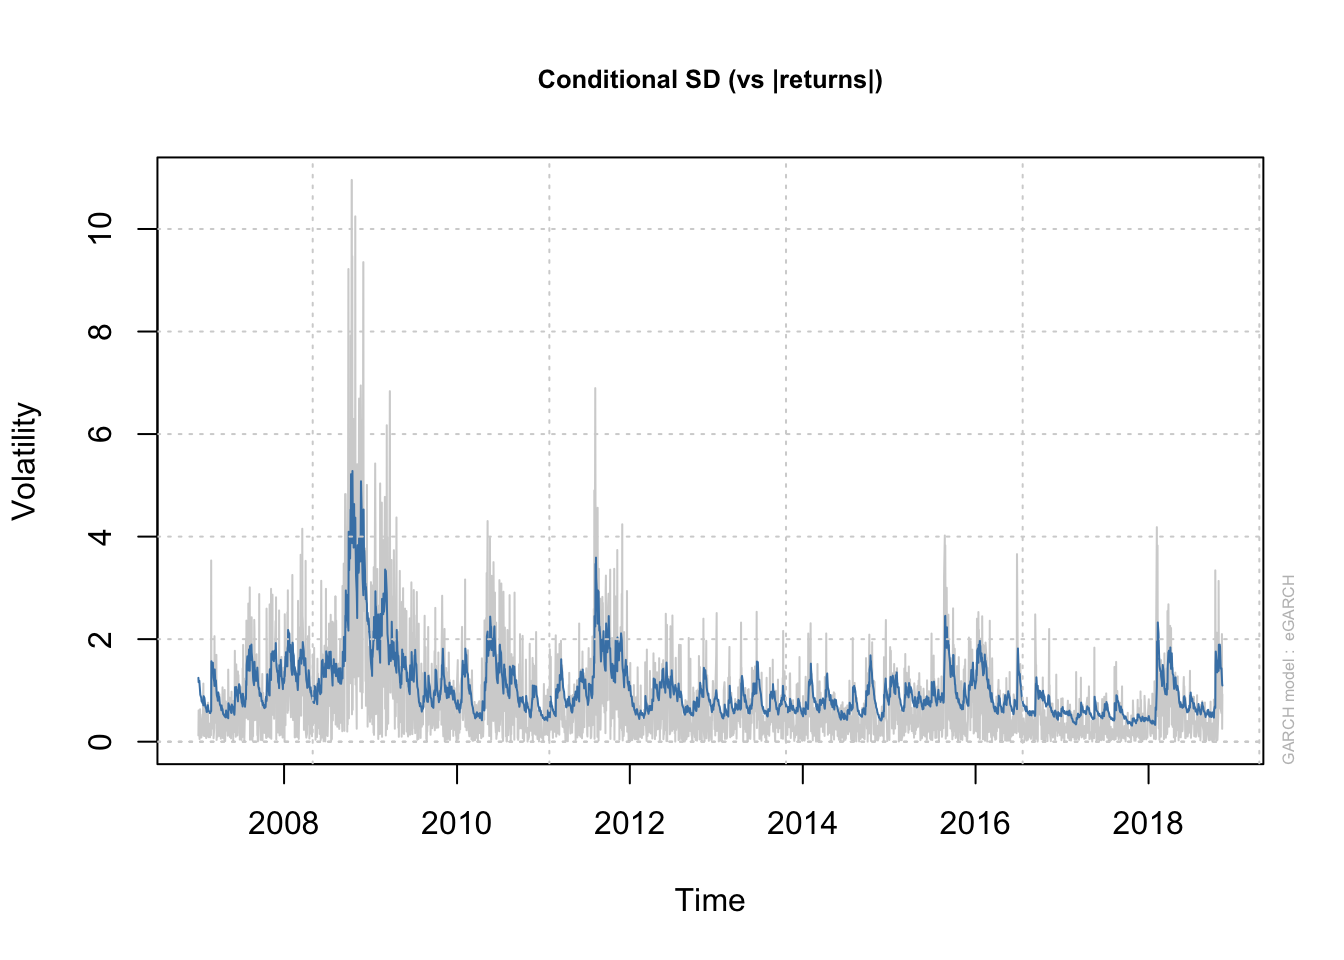 Conditional SD (vs |returns|)
Volatility
10
8
6
4
2
0
2008 2010 2012 2014 2016 2018
Time
GARCH model : eGARCH